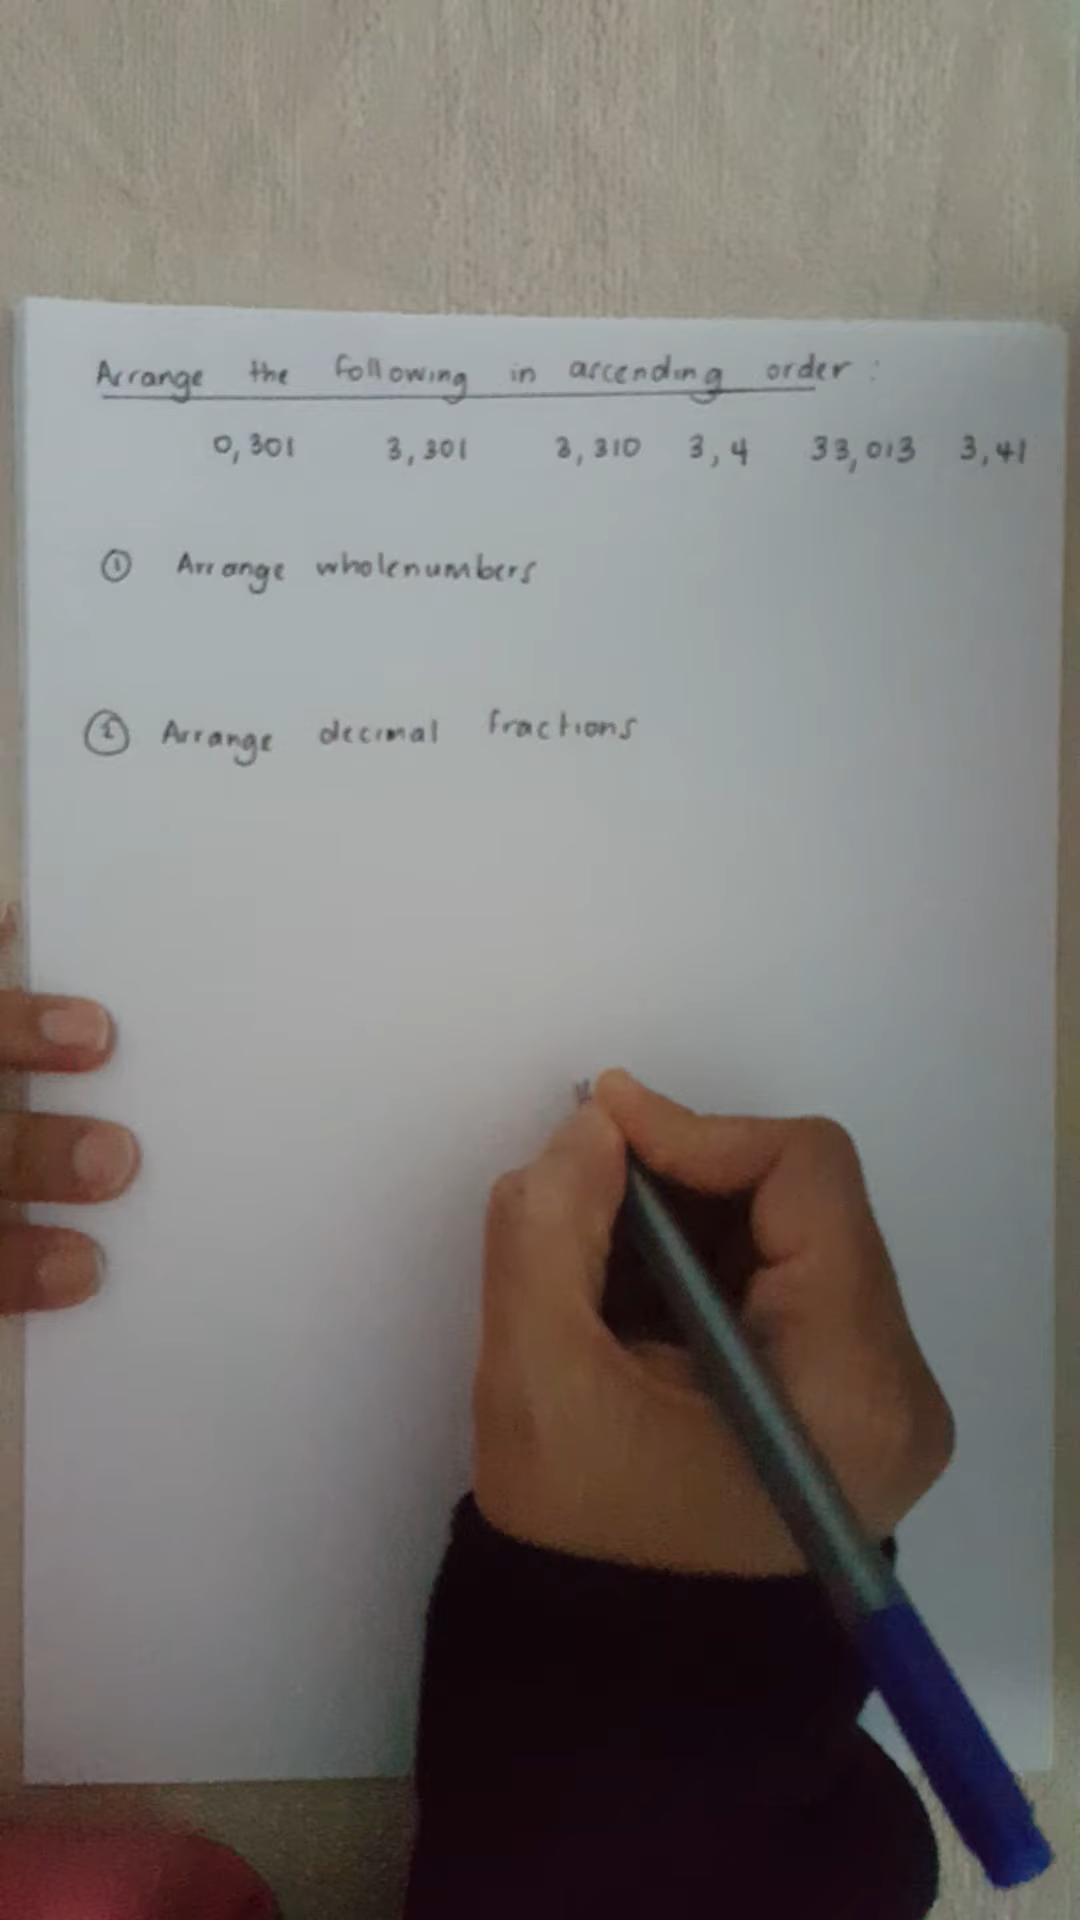 Arrange the following in ascending order:
0,301 3,301 3,310 3,4 33,013 3,41
① Arrange wholenumbers
② Arrange decimal fractions